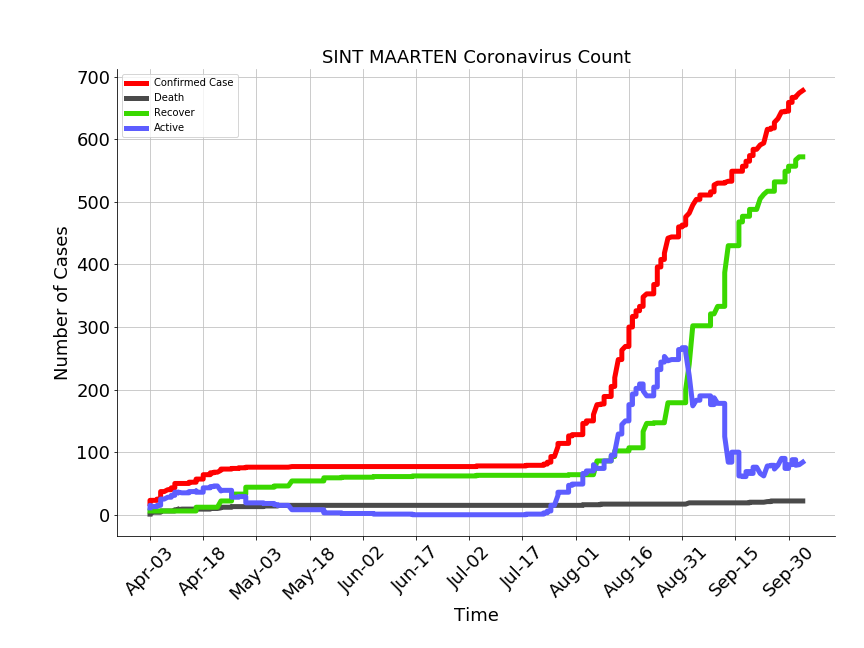 SINT MAARTEN Coronavirus Count
Confirmed Case
Death
Recover
Active
700
600
500
400
300
200
100
0
Number of Cases
Apr-03
Apr-18
May-03
May-18
Jun-02
Jun-17
Jul-02
Jul-17
Aug-01
Aug-16
Aug-31
Sep-15
Sep-30
Time